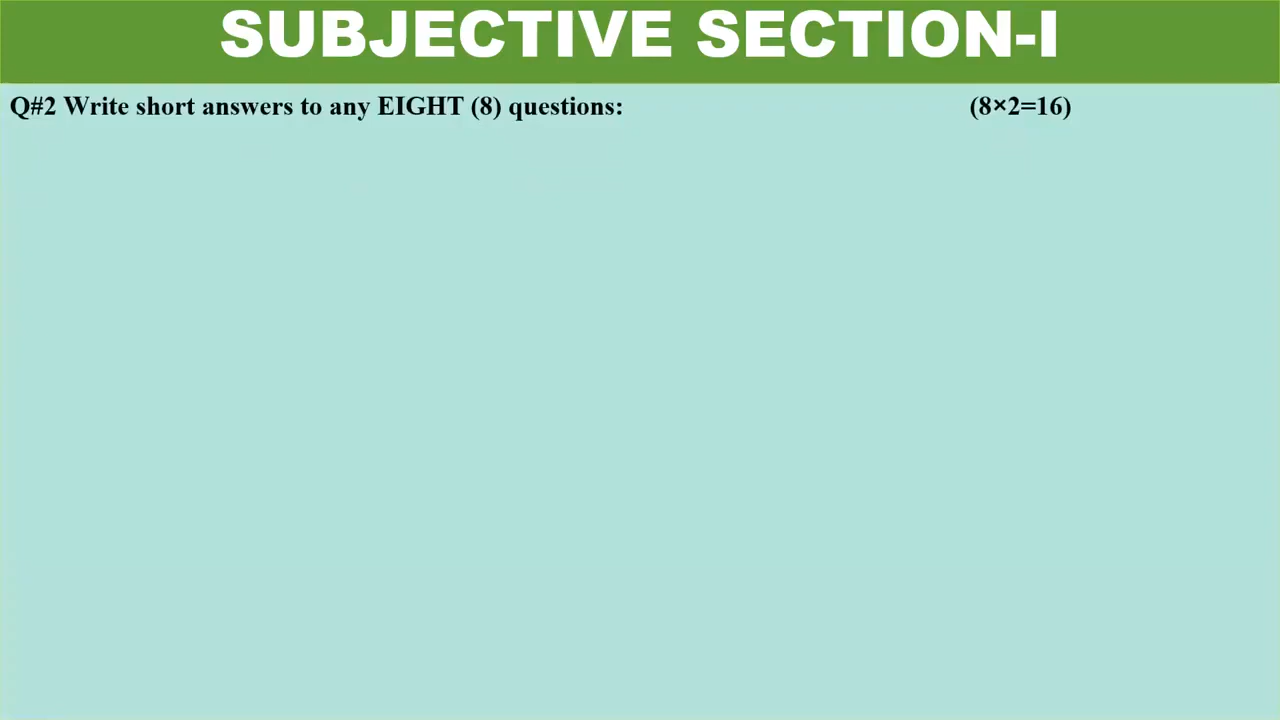 SUBJECTIVE SECTION-I
Q#2 Write short answers to any EIGHT (8) questions: (8×2=16)